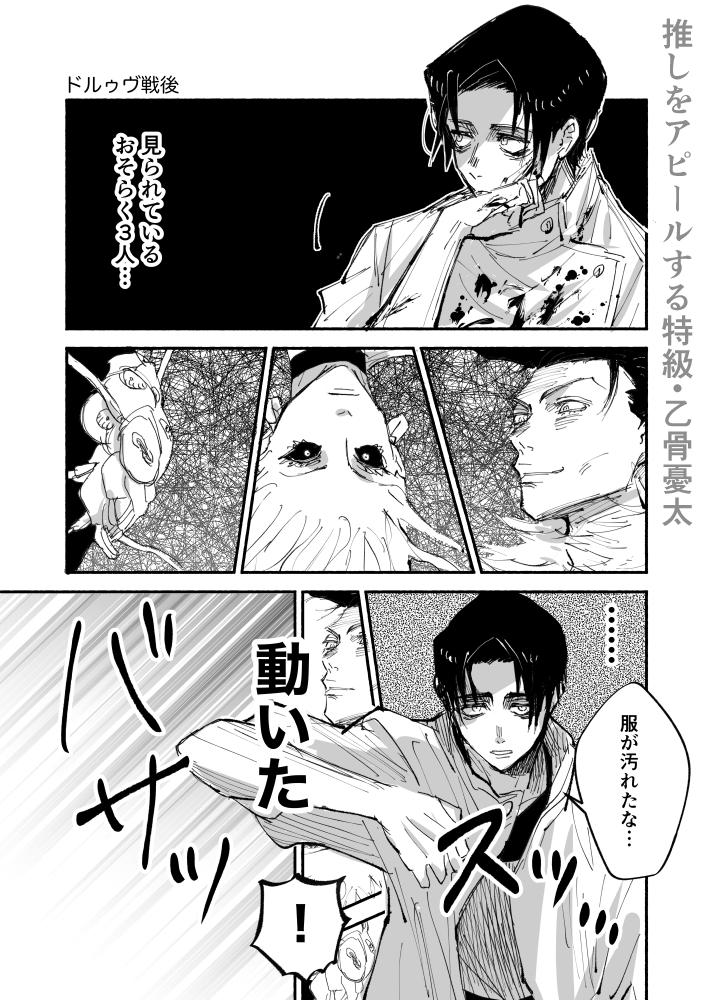 推しをアピールする特級・乙骨憂太
ドルゥヴ戦後
見られている
おそらく3人…
……
服が汚れたな…
スッ…
動いた
！
バサッ